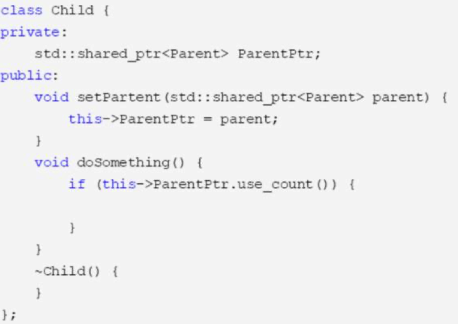 class Child {
private:
    std::shared_ptr<Parent> ParentPtr;
public:
    void setPartent(std::shared_ptr<Parent> parent) {
        this->ParentPtr = parent;
    }
    void doSomething() {
        if (this->ParentPtr.use_count()) {

        }
    }
    ~Child() {
    }
};